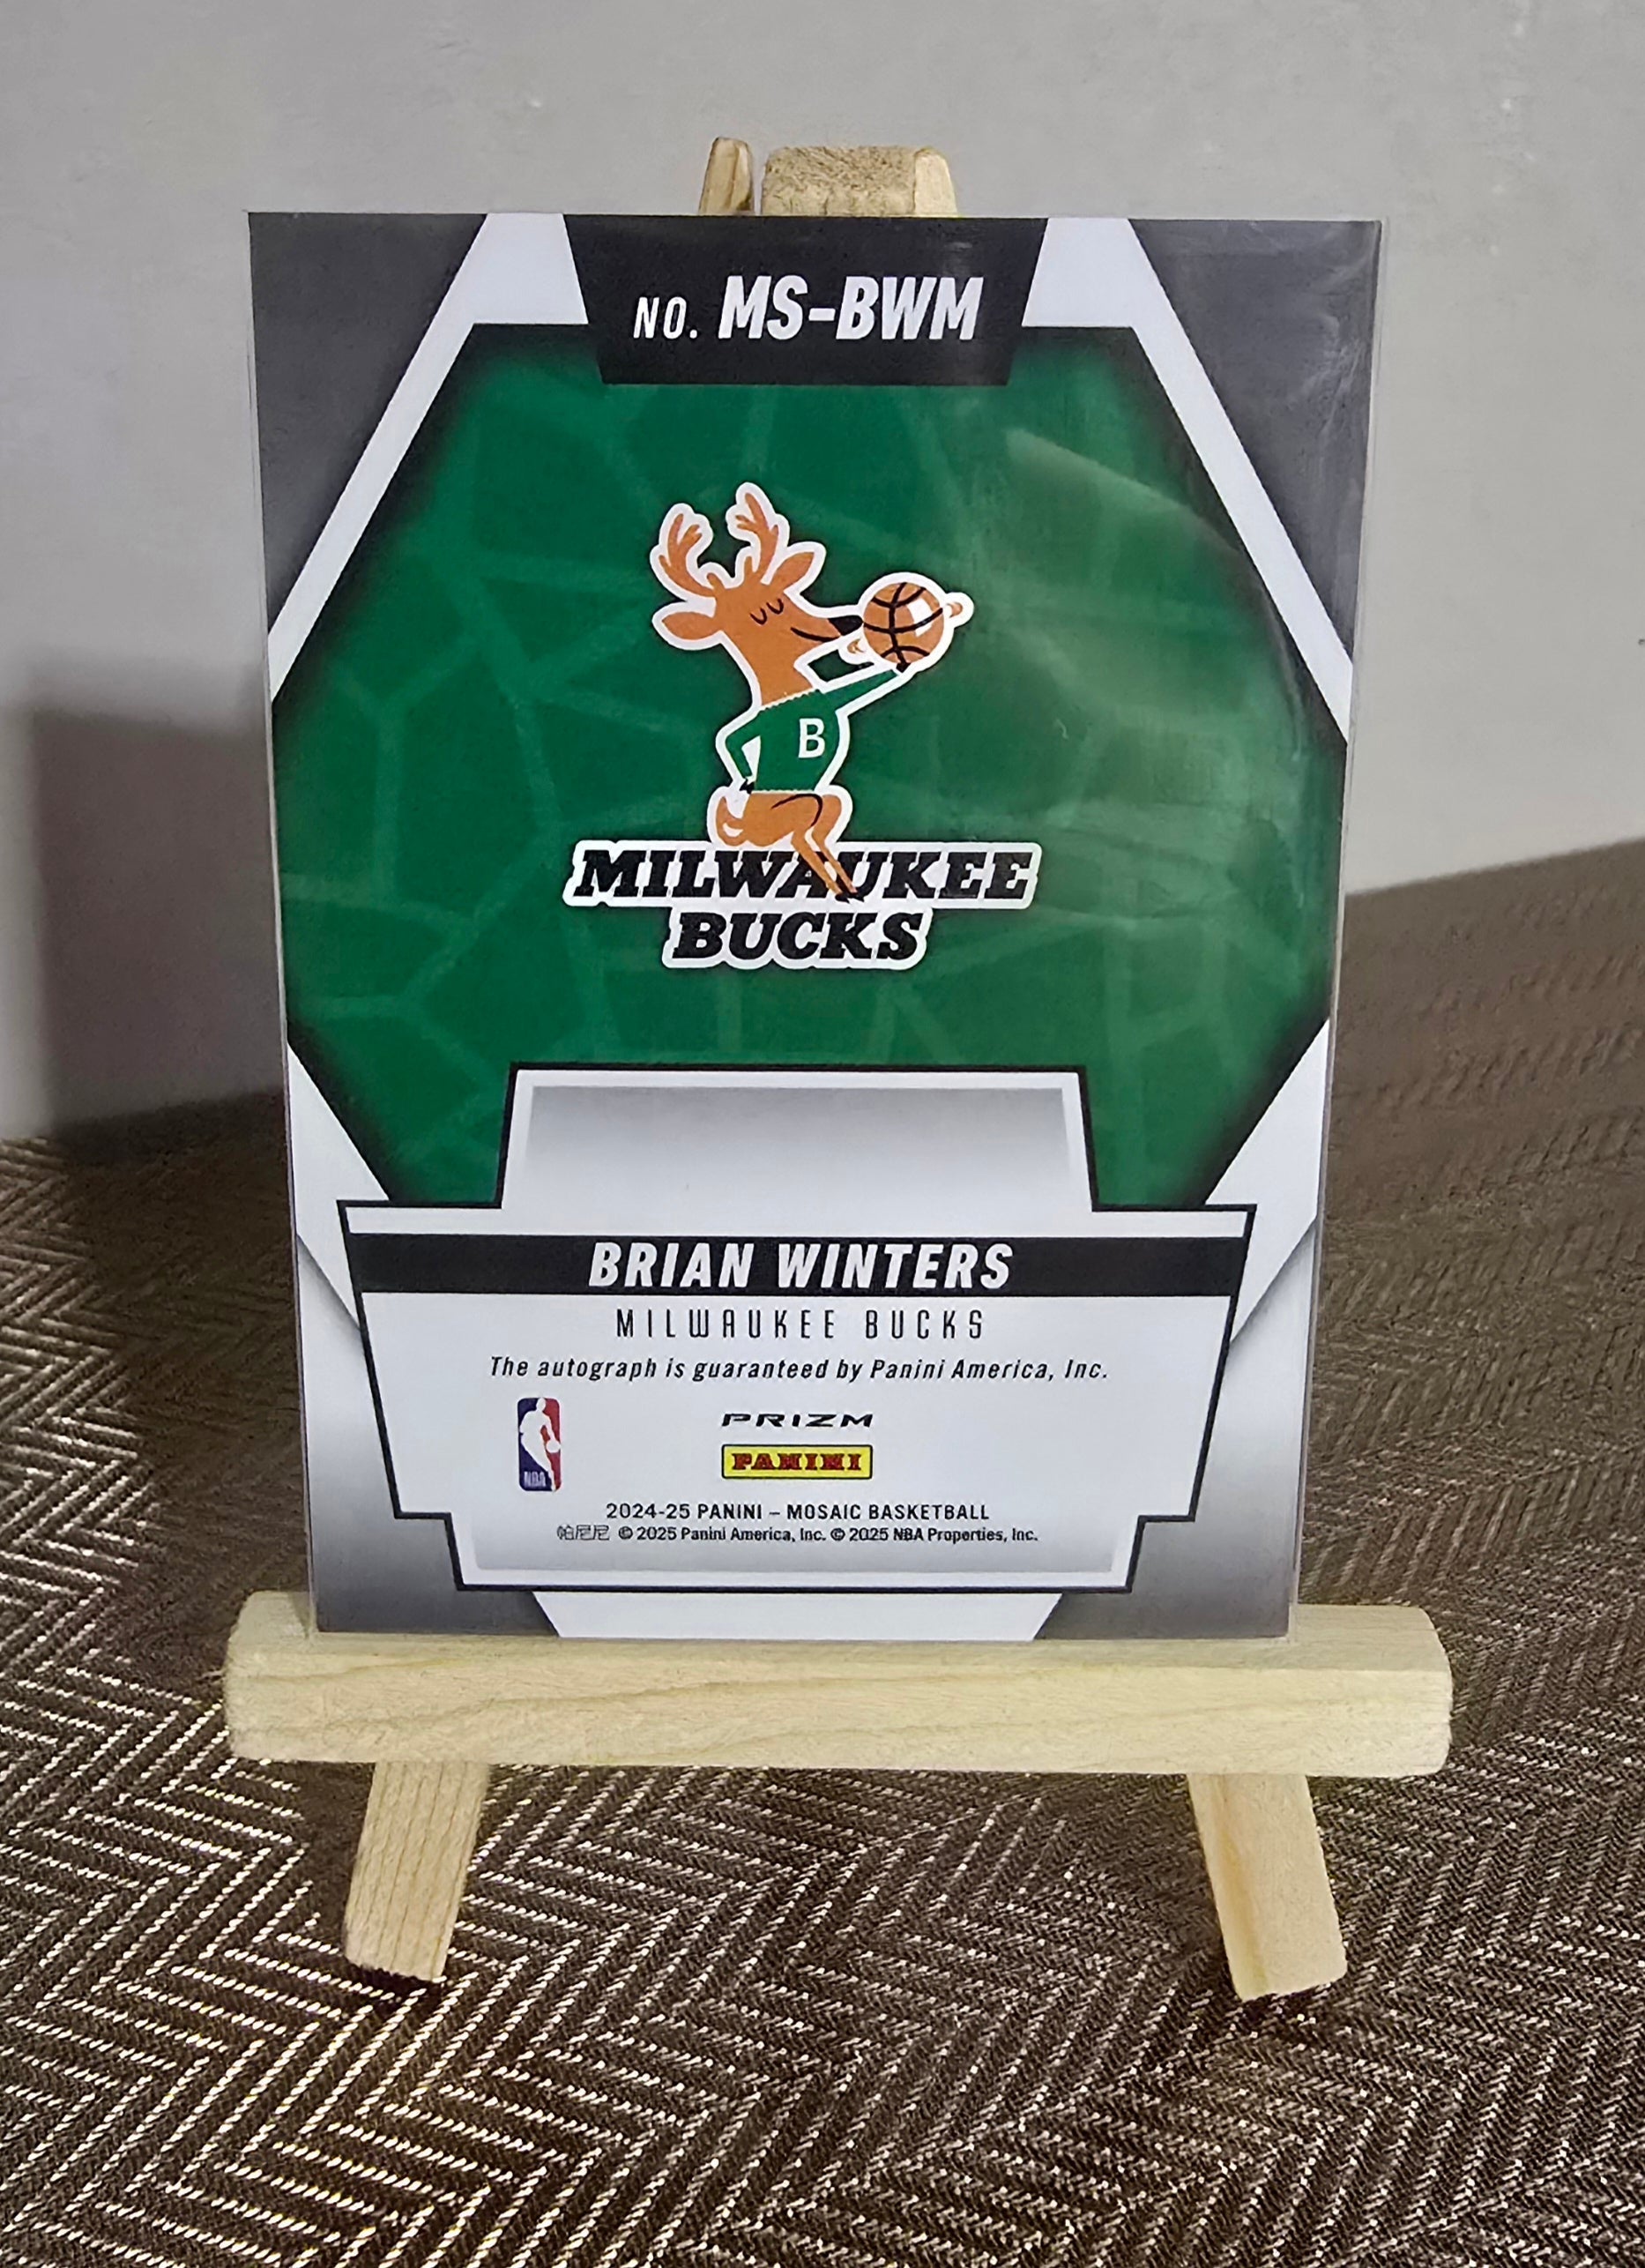 NO. MS-BWM
B
MILWAUKEE
BUCKS
BRIAN WINTERS
MILWAUKEE BUCKS
The autograph is guaranteed by Panini America, Inc.
PRIZM
NBA
PANINI
2024-25 PANINI – MOSAIC BASKETBALL
帕尼尼 © 2025 Panini America, Inc. © 2025 NBA Properties, Inc.